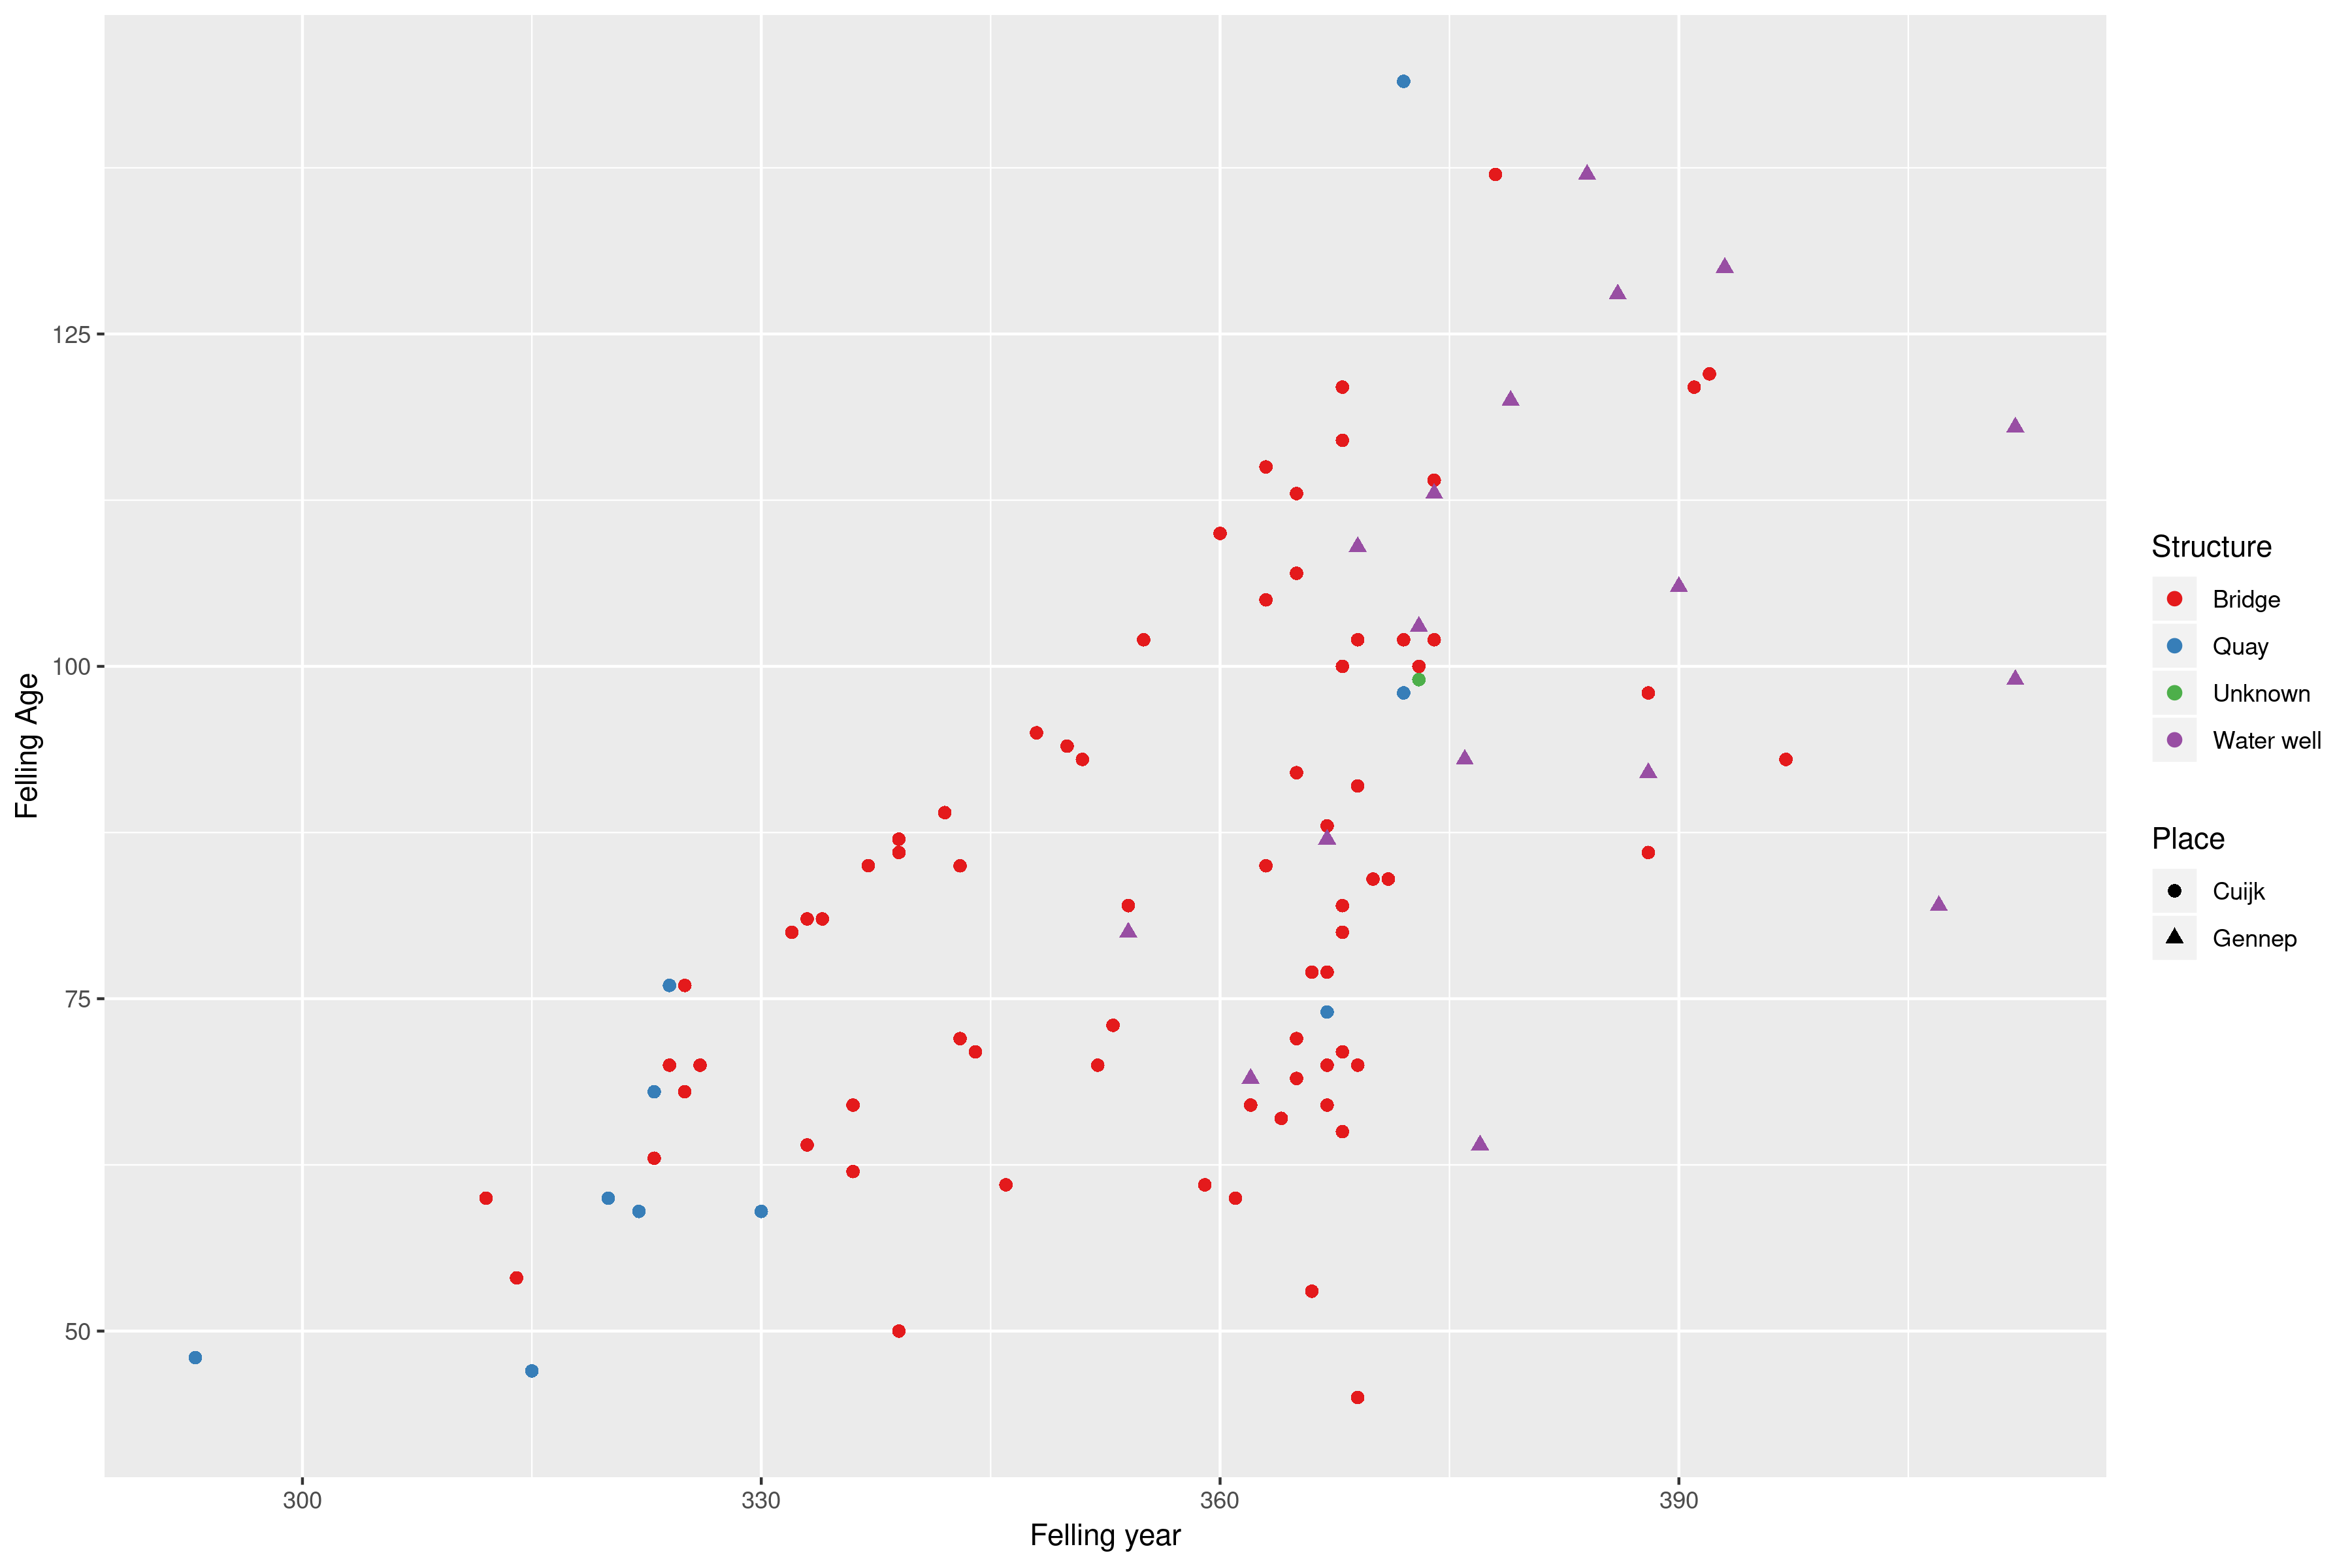 125
100
75
50
Felling Age
300
330
360
390
Felling year
Structure
Bridge
Quay
Unknown
Water well
Place
Cuijk
Gennep